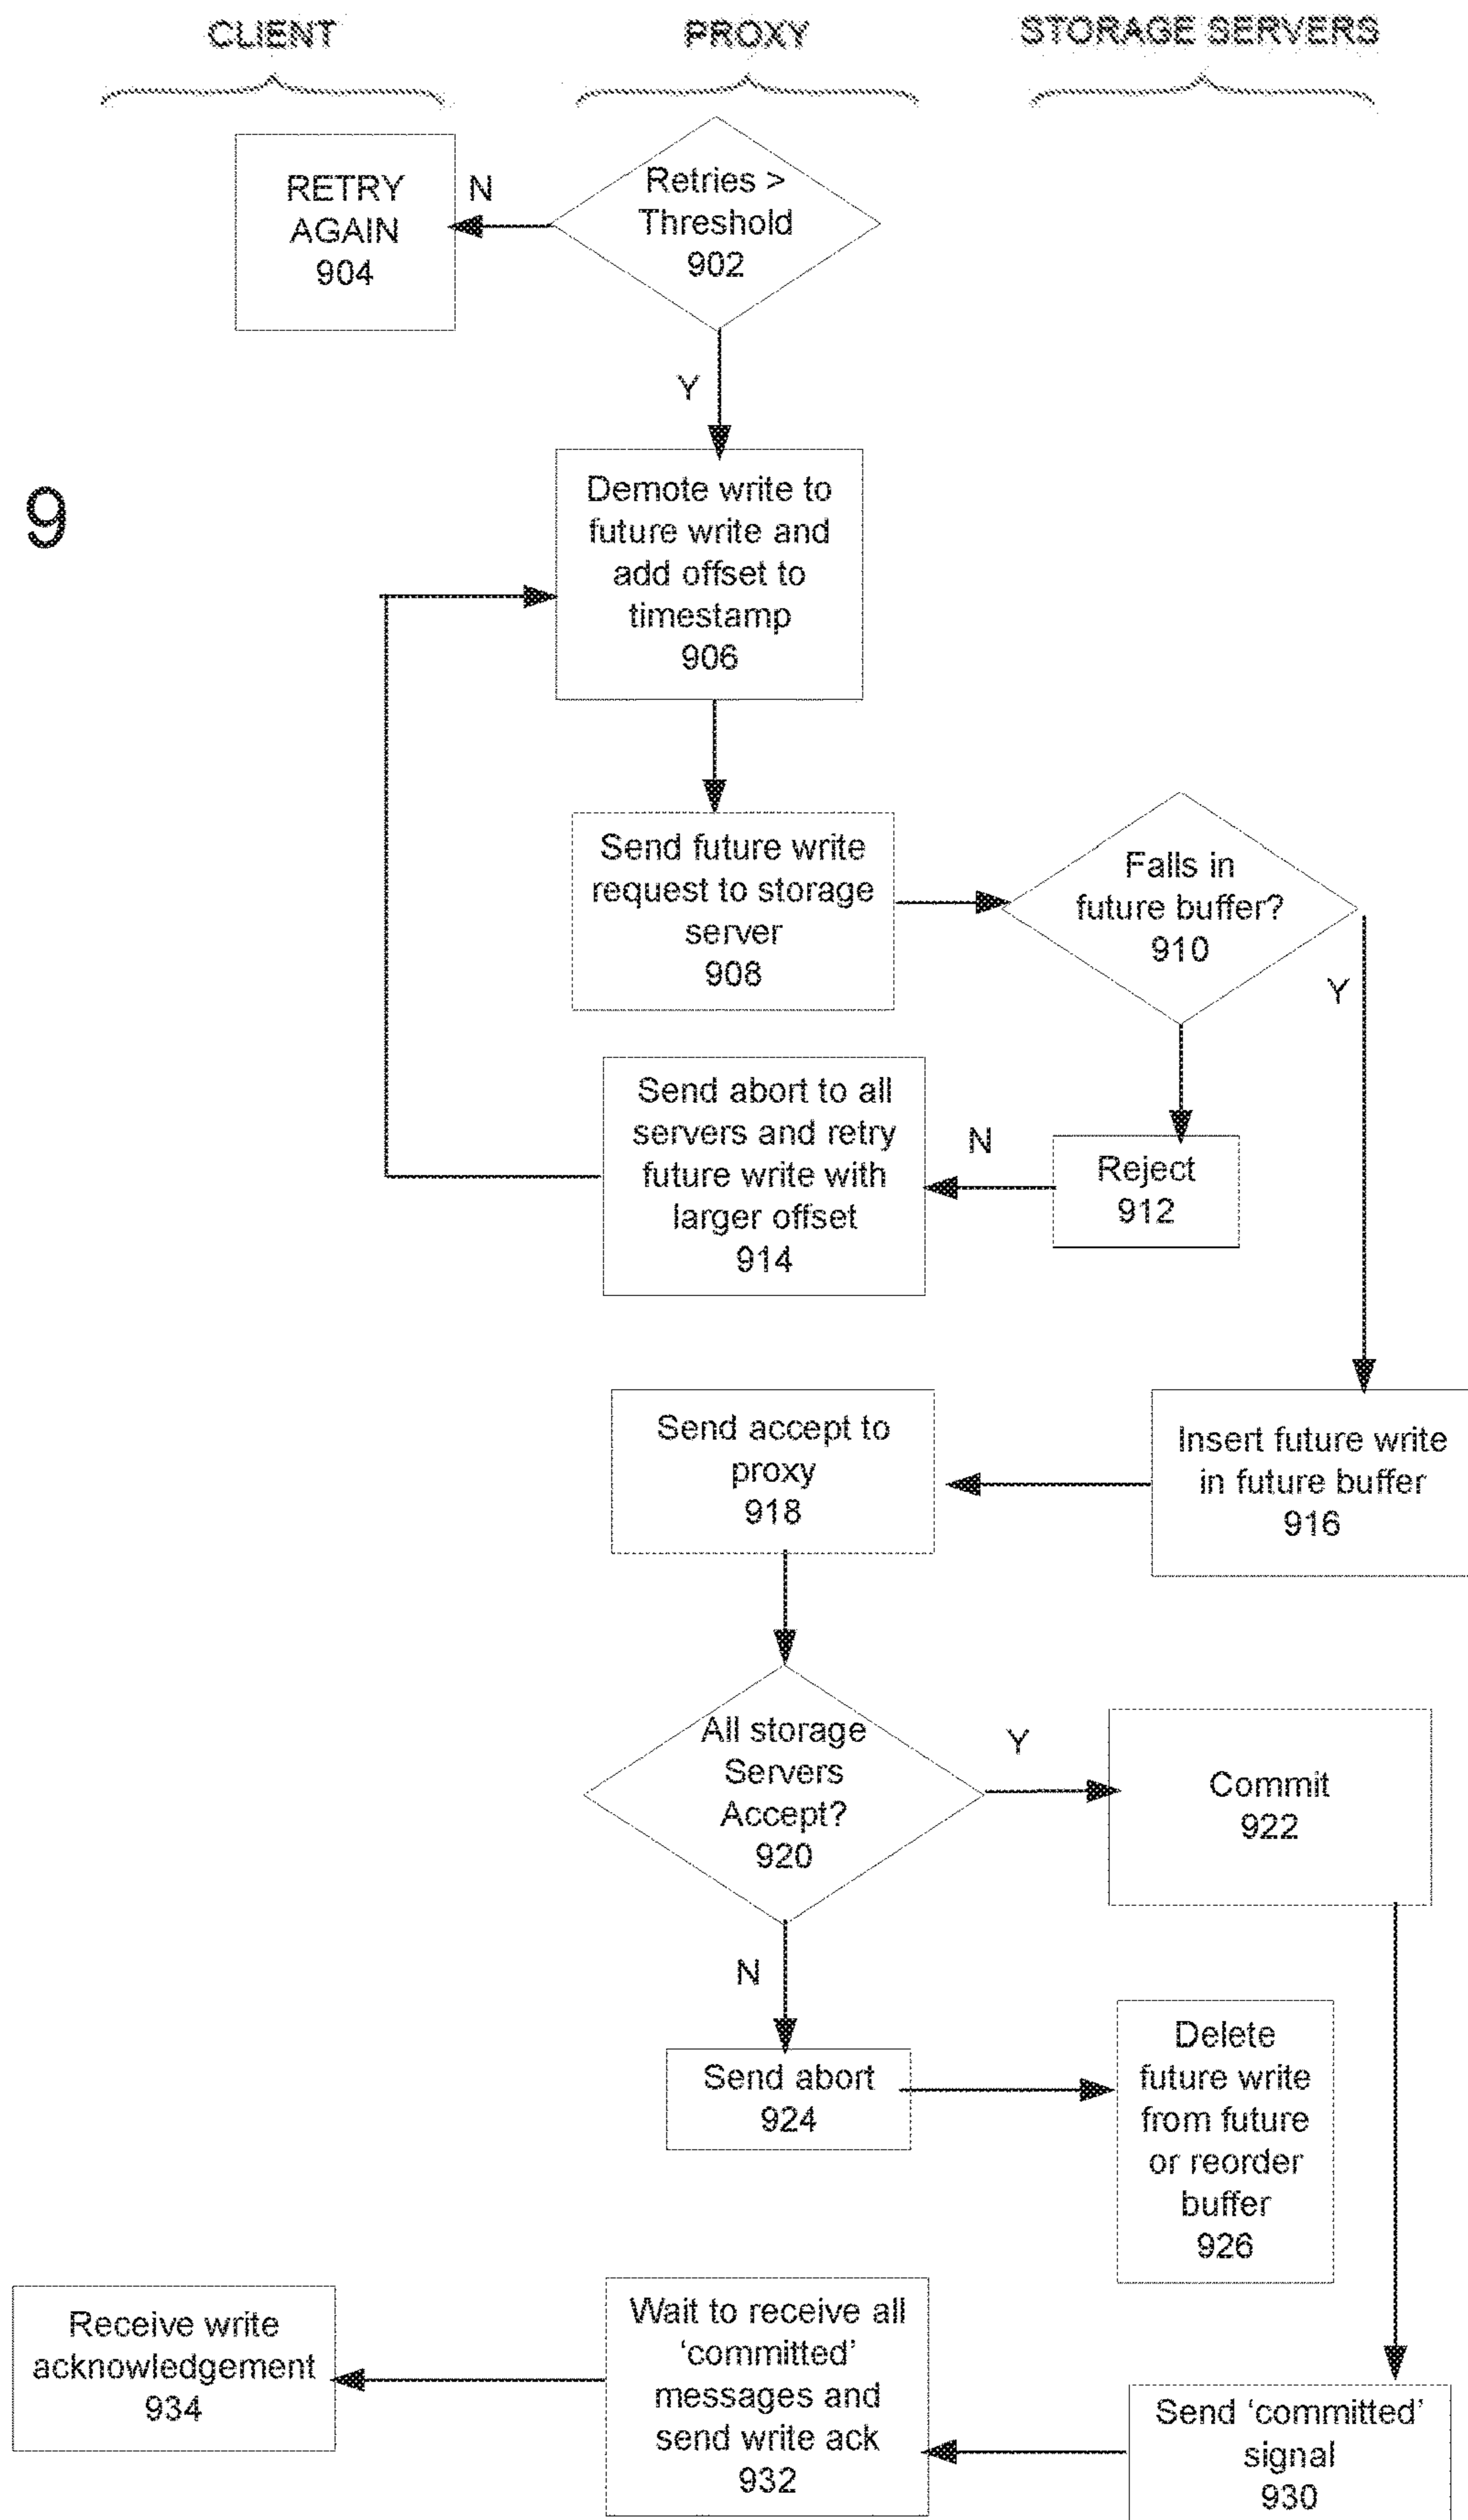 CLIENT
PROXY
STORAGE SERVERS
RETRY
AGAIN
904
N
Retries >
Threshold
902
Y
9
Demote write to
future write and
add offset to
timestamp
906
Send future write
request to storage
server
908
Falls in
future buffer?
910
Y
Send abort to all
servers and retry
future write with
larger offset
914
N
Reject
912
Send accept to
proxy
918
Insert future write
in future buffer
916
All storage
Servers
Accept?
920
Y
Commit
922
N
Send abort
924
Delete
future write
from future
or reorder
buffer
926
Receive write
acknowledgement
934
Wait to receive all
‘committed’
messages and
send write ack
932
Send ‘committed’
signal
930